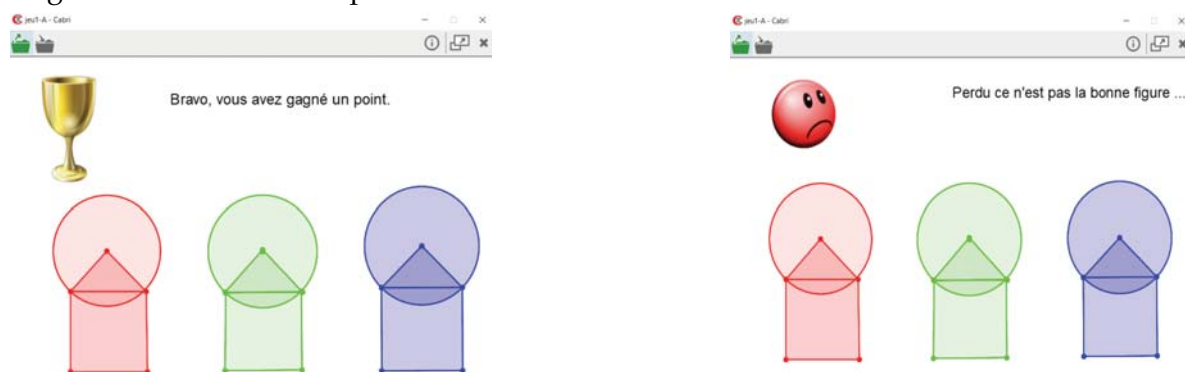 jeu1-A - Cabri
Bravo, vous avez gagné un point.
jeu1-A - Cabri
Perdu ce n'est pas la bonne figure ...